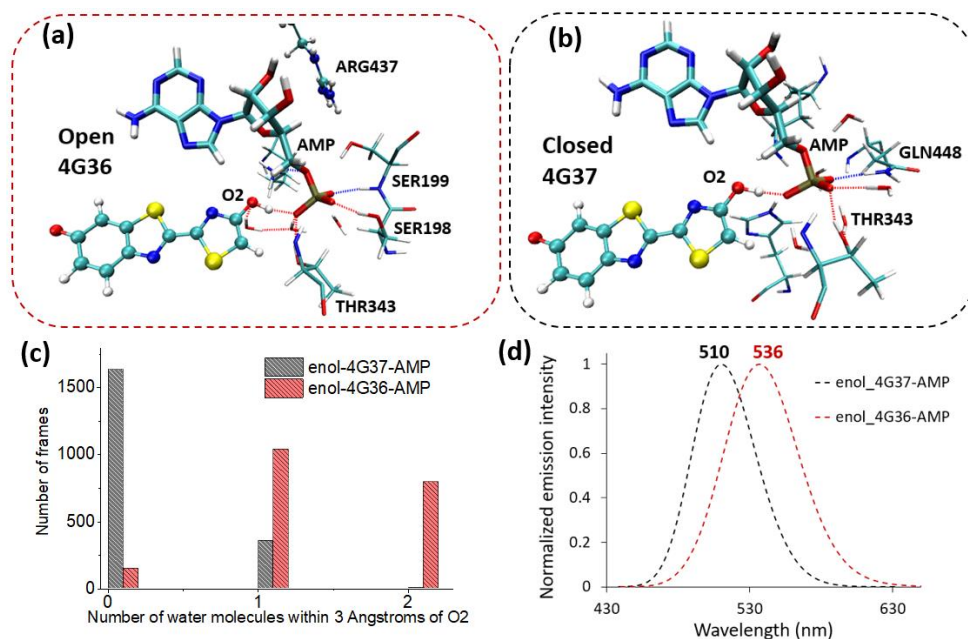 (a)
ARG437
Open
4G36
AMP
O2
SER199
SER198
THR343
(b)
Closed
4G37
AMP
GLN448
O2
THR343
(c)
enol-4G37-AMP
enol-4G36-AMP
Number of frames
1500
1000
500
0
0
1
2
Number of water molecules within 3 Angstroms of O2
(d)
510
536
enol_4G37-AMP
enol_4G36-AMP
Normalized emission intensity
1
0.8
0.6
0.4
0.2
0
430
530
630
Wavelength (nm)